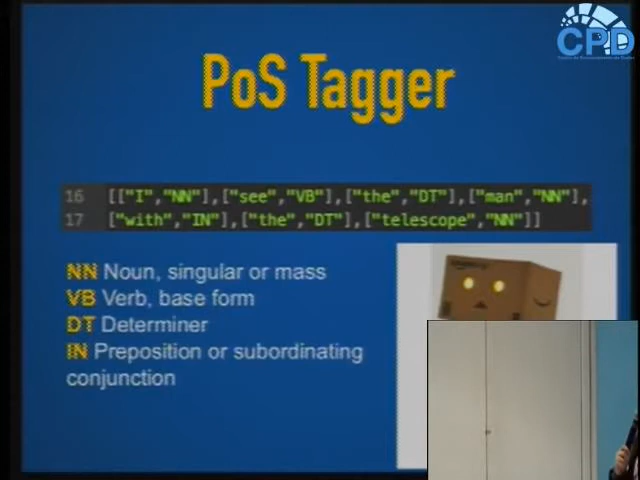 CPD
PoS Tagger
16 [["I","NN"],["see","VB"],["the","DT"],["man","NN"],
17 ["with","IN"],["the","DT"],["telescope","NN"]]
NN Noun, singular or mass
VB Verb, base form
DT Determiner
IN Preposition or subordinating
conjunction